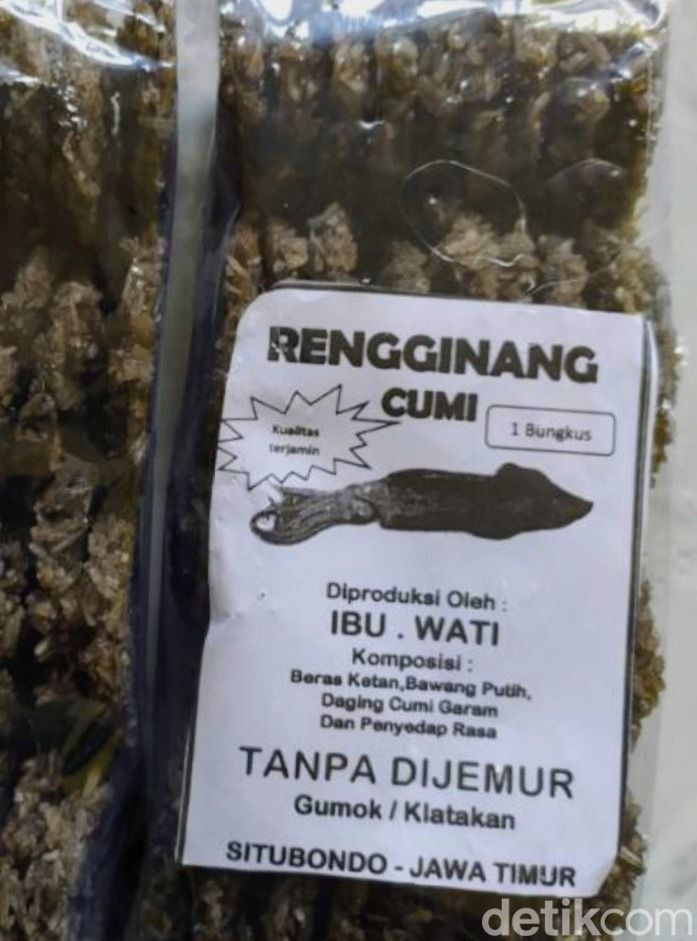 RENGGINANG
CUMI
Kualitas
terjamin
1 Bungkus
Diproduksi Oleh :
IBU . WATI
Komposisi :
Beras Ketan,Bawang Putih,
Daging Cumi Garam
Dan Penyedap Rasa
TANPA DIJEMUR
Gumok / Klatakan
SITUBONDO - JAWA TIMUR
detikcom